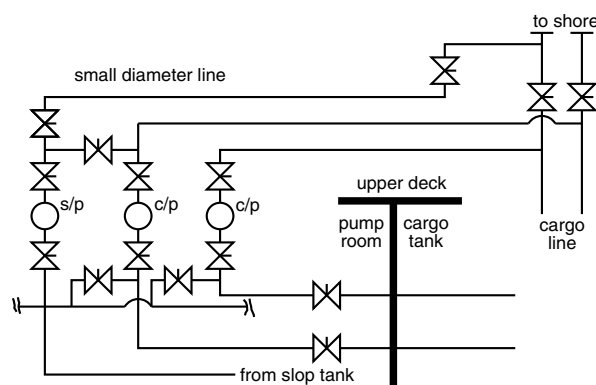 to shore
small diameter line
s/p
c/p
c/p
upper deck
pump
room
cargo
tank
cargo
line
from slop tank